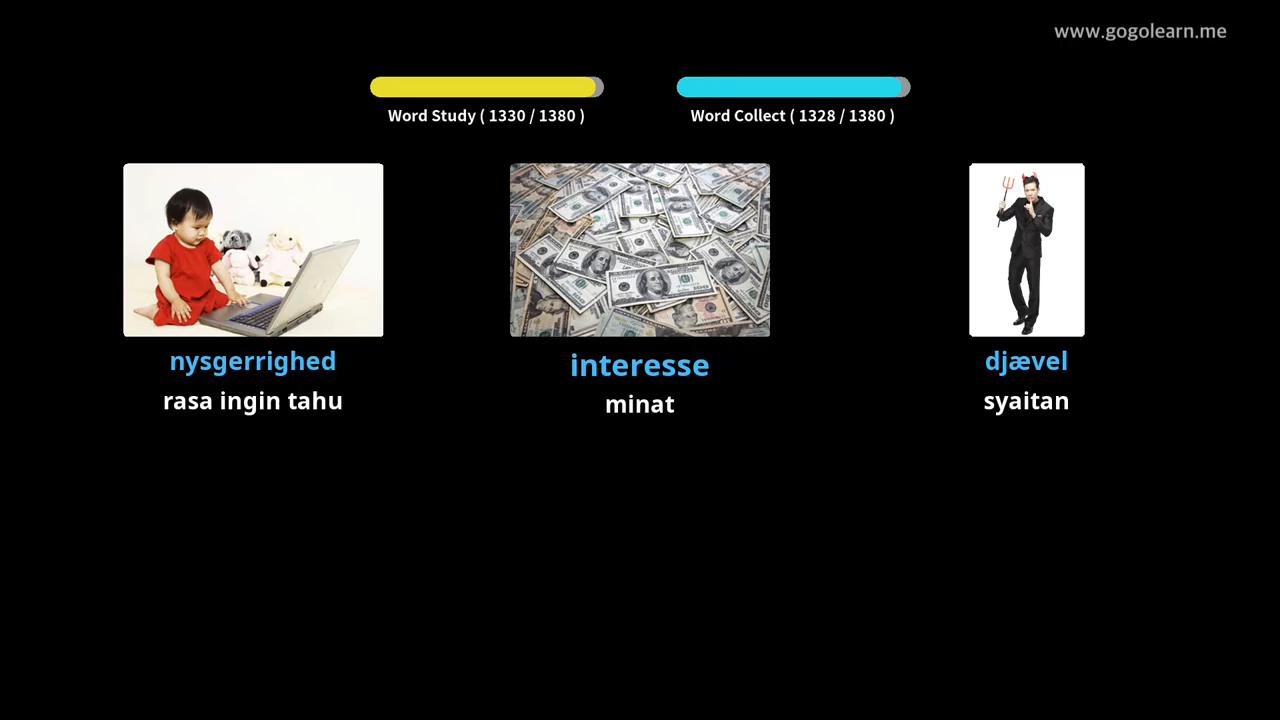 www.gogolearn.me
Word Study ( 1330 / 1380 )
Word Collect ( 1328 / 1380 )
nysgerrighed
rasa ingin tahu
interesse
minat
djævel
syaitan